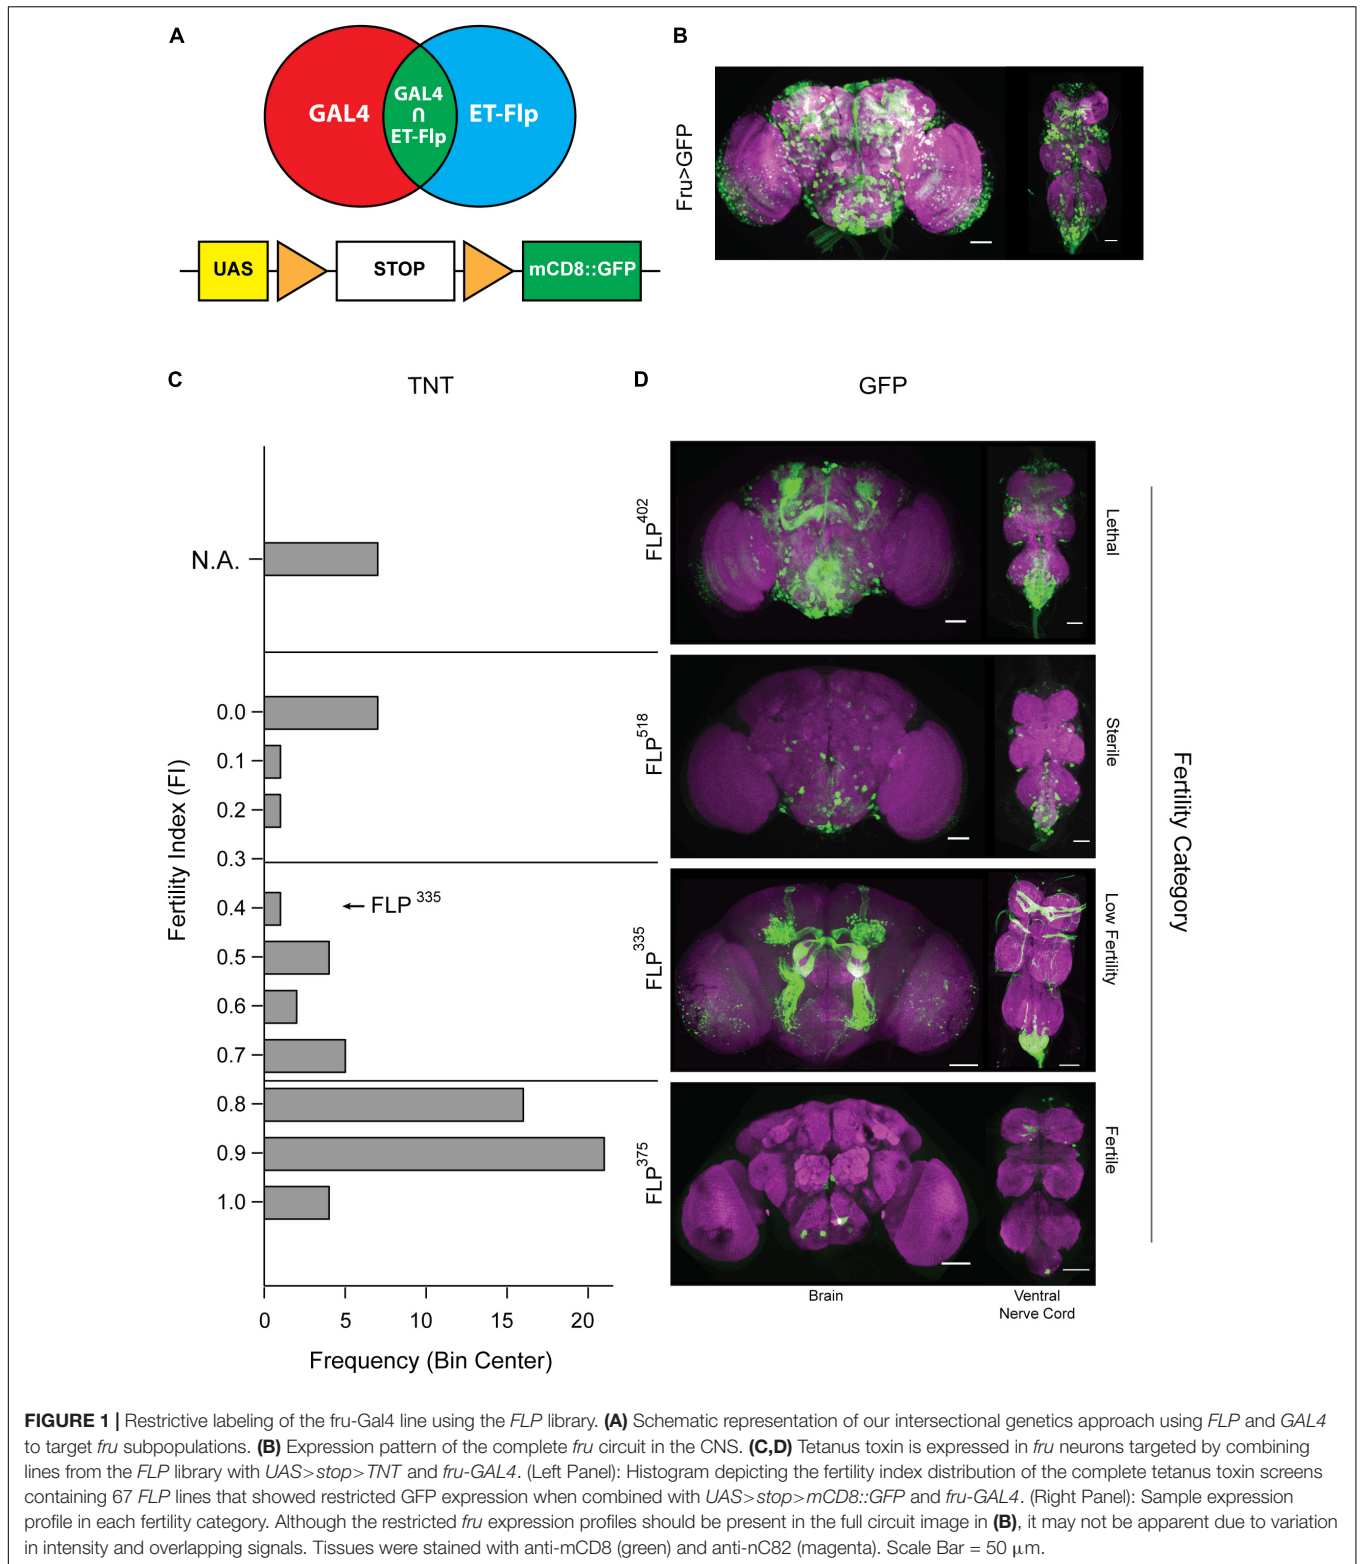 A
GAL4
GAL4
∩
ET-Flp
ET-Flp
UAS
STOP
mCD8::GFP
B
Fru>GFP
C
TNT
Fertility Index (FI)
N.A.
0.0
0.1
0.2
0.3
0.4
FLP 335
0.5
0.6
0.7
0.8
0.9
1.0
0 5 10 15 20
Frequency (Bin Center)
D
GFP
FLP402
Lethal
FLP518
Sterile
FLP335
Low Fertility
FLP375
Fertile
Fertility Category
Brain
Ventral
Nerve Cord
FIGURE 1 | Restrictive labeling of the fru-Gal4 line using the FLP library. (A) Schematic representation of our intersectional genetics approach using FLP and GAL4
to target fru subpopulations. (B) Expression pattern of the complete fru circuit in the CNS. (C,D) Tetanus toxin is expressed in fru neurons targeted by combining
lines from the FLP library with UAS>stop>TNT and fru-GAL4. (Left Panel): Histogram depicting the fertility index distribution of the complete tetanus toxin screens
containing 67 FLP lines that showed restricted GFP expression when combined with UAS>stop>mCD8::GFP and fru-GAL4. (Right Panel): Sample expression
profile in each fertility category. Although the restricted fru expression profiles should be present in the full circuit image in (B), it may not be apparent due to variation
in intensity and overlapping signals. Tissues were stained with anti-mCD8 (green) and anti-nC82 (magenta). Scale Bar = 50 μm.